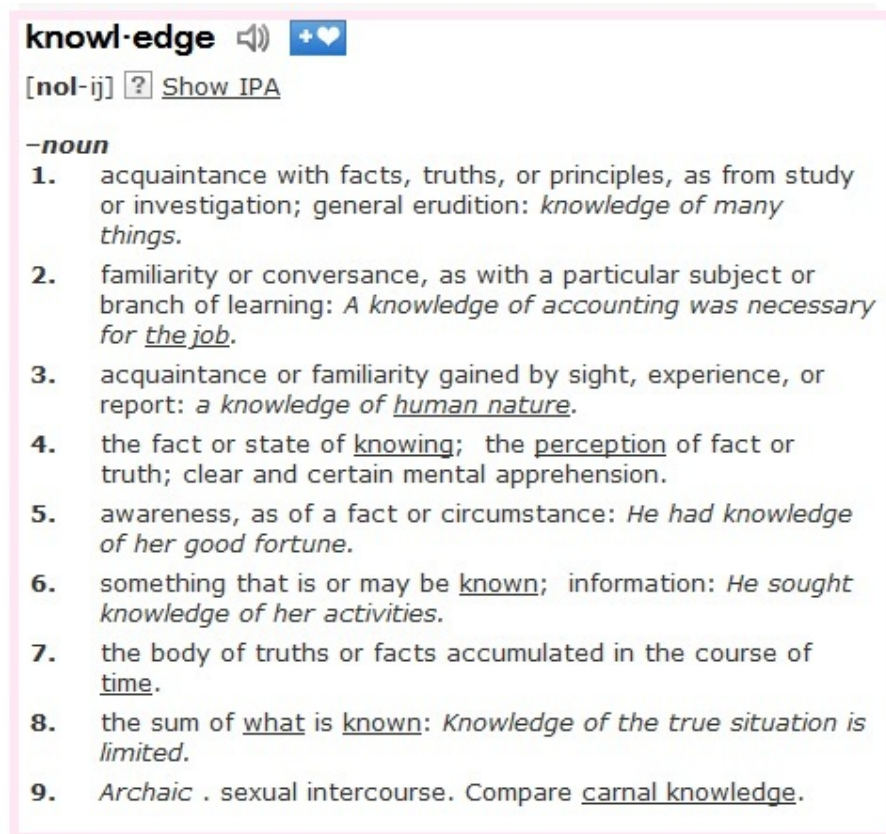 knowl·edge
[nol-ij] ? Show IPA
–noun
1. acquaintance with facts, truths, or principles, as from study
or investigation; general erudition: knowledge of many
things.
2. familiarity or conversance, as with a particular subject or
branch of learning: A knowledge of accounting was necessary
for the job.
3. acquaintance or familiarity gained by sight, experience, or
report: a knowledge of human nature.
4. the fact or state of knowing; the perception of fact or
truth; clear and certain mental apprehension.
5. awareness, as of a fact or circumstance: He had knowledge
of her good fortune.
6. something that is or may be known; information: He sought
knowledge of her activities.
7. the body of truths or facts accumulated in the course of
time.
8. the sum of what is known: Knowledge of the true situation is
limited.
9. Archaic . sexual intercourse. Compare carnal knowledge.